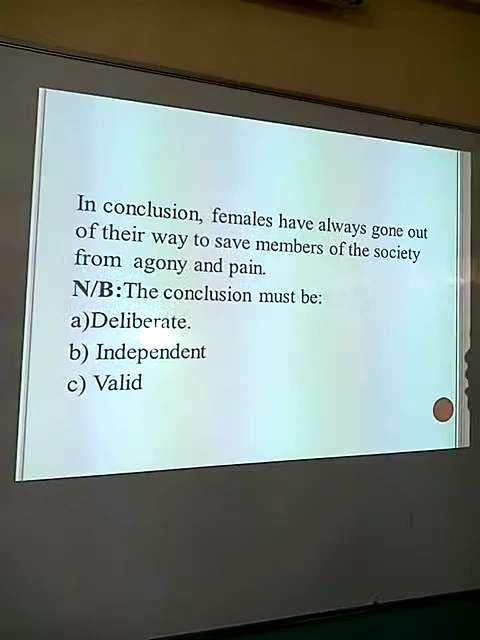 In conclusion, females have always gone out
of their way to save members of the society
from agony and pain.
N/B:The conclusion must be:
a)Deliberate.
b) Independent
c) Valid